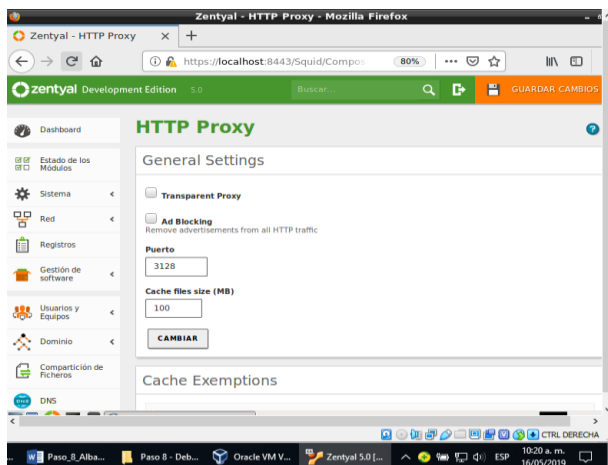 Zentyal - HTTP Proxy - Mozilla Firefox
Zentyal - HTTP Proxy
https://localhost:8443/Squid/Compos
80%
zentyal Development Edition 5.0
Buscar...
GUARDAR CAMBIOS
Dashboard
Estado de los
Módulos
Sistema
Red
Registros
Gestión de
software
Usuarios y
Equipos
Dominio
Compartición de
Ficheros
DNS
HTTP Proxy
General Settings
Transparent Proxy
Ad Blocking
Remove advertisements from all HTTP traffic
Puerto
3128
Cache files size (MB)
100
CAMBIAR
Cache Exemptions
CTRL DERECHA
Paso_8_Alba...
Paso 8 - Deb...
Oracle VM V...
Zentyal 5.0 [...
ESP
10:20 a. m.
16/05/2019